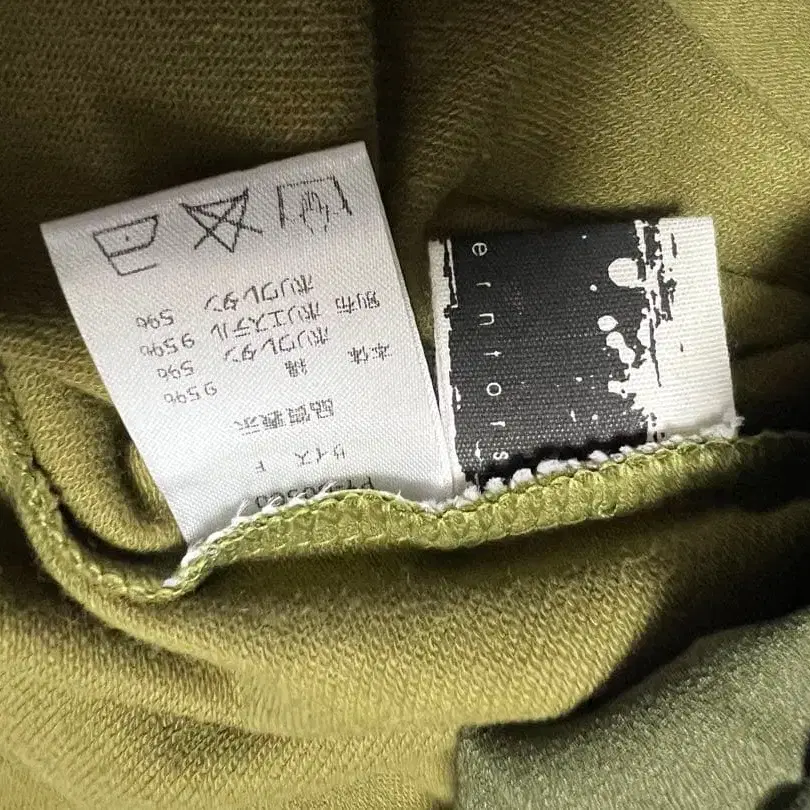 サイズ F
品質表示
本体 綿 95%
ポリウレタン 5%
別布 ポリエステル 95%
ポリウレタン 5%
erntors